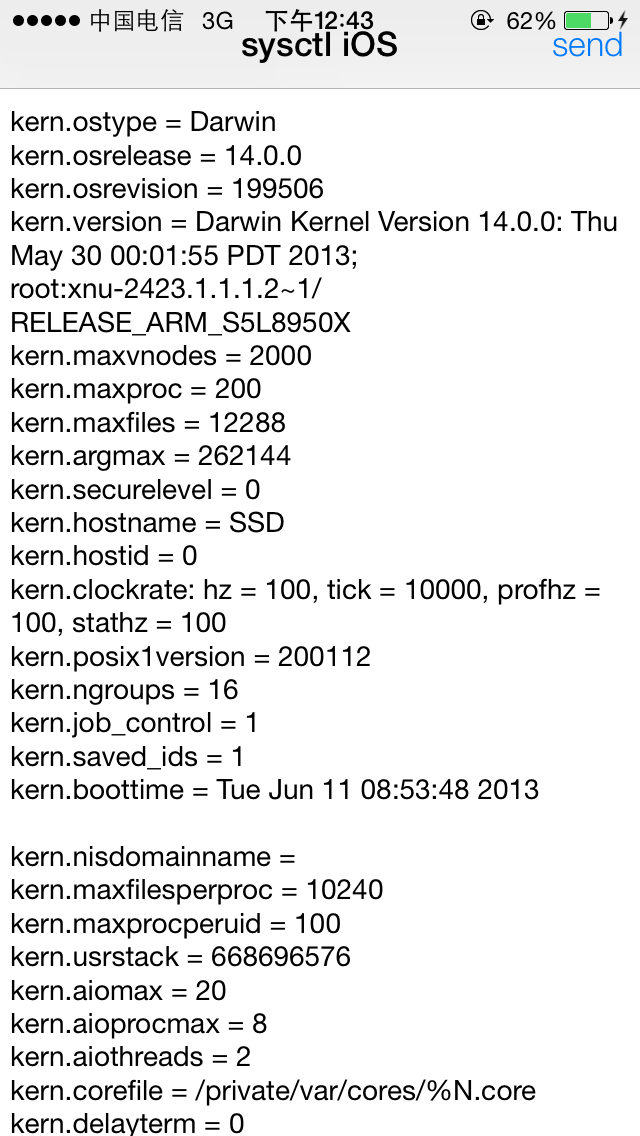 中国电信 3G 下午12:43 62%
sysctl iOS send
kern.ostype = Darwin
kern.osrelease = 14.0.0
kern.osrevision = 199506
kern.version = Darwin Kernel Version 14.0.0: Thu
May 30 00:01:55 PDT 2013;
root:xnu-2423.1.1.1.2~1/
RELEASE_ARM_S5L8950X
kern.maxvnodes = 2000
kern.maxproc = 200
kern.maxfiles = 12288
kern.argmax = 262144
kern.securelevel = 0
kern.hostname = SSD
kern.hostid = 0
kern.clockrate: hz = 100, tick = 10000, profhz =
100, stathz = 100
kern.posix1version = 200112
kern.ngroups = 16
kern.job_control = 1
kern.saved_ids = 1
kern.boottime = Tue Jun 11 08:53:48 2013
kern.nisdomainname =
kern.maxfilesperproc = 10240
kern.maxprocperuid = 100
kern.usrstack = 668696576
kern.aiomax = 20
kern.aioprocmax = 8
kern.aiothreads = 2
kern.corefile = /private/var/cores/%N.core
kern.delayterm = 0